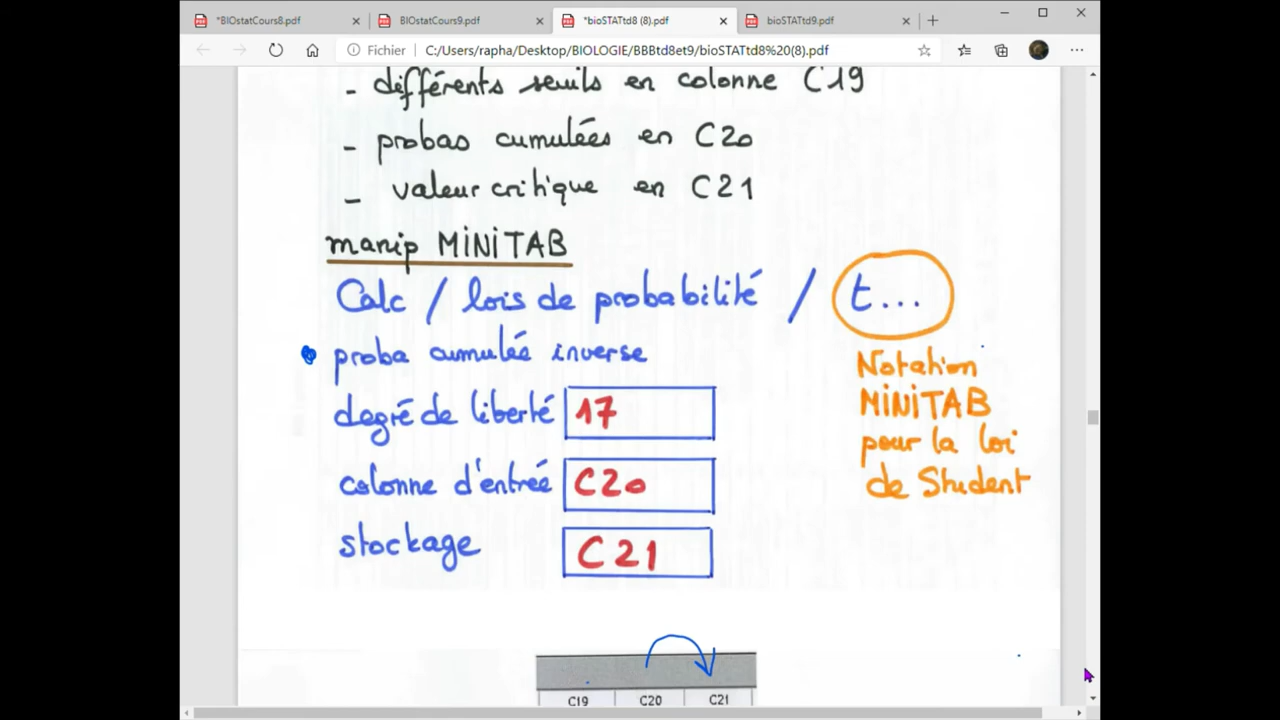 *BIOstatCours8.pdf
BIOstatCours9.pdf
*bioSTATtd8 (8).pdf
bioSTATtd9.pdf
Fichier
C:/Users/rapha/Desktop/BIOLOGIE/BBBtd8et9/bioSTATtd8%20(8).pdf
- différents seuils en colonne C19
- probas cumulées en C20
- valeur critique en C21
manip MINITAB
Calc / lois de probabilité / t...
proba cumulée inverse
degré de liberté 17
colonne d'entrée C20
stockage C21
Notation
MINITAB
pour la loi
de Student
C19 C20 C21